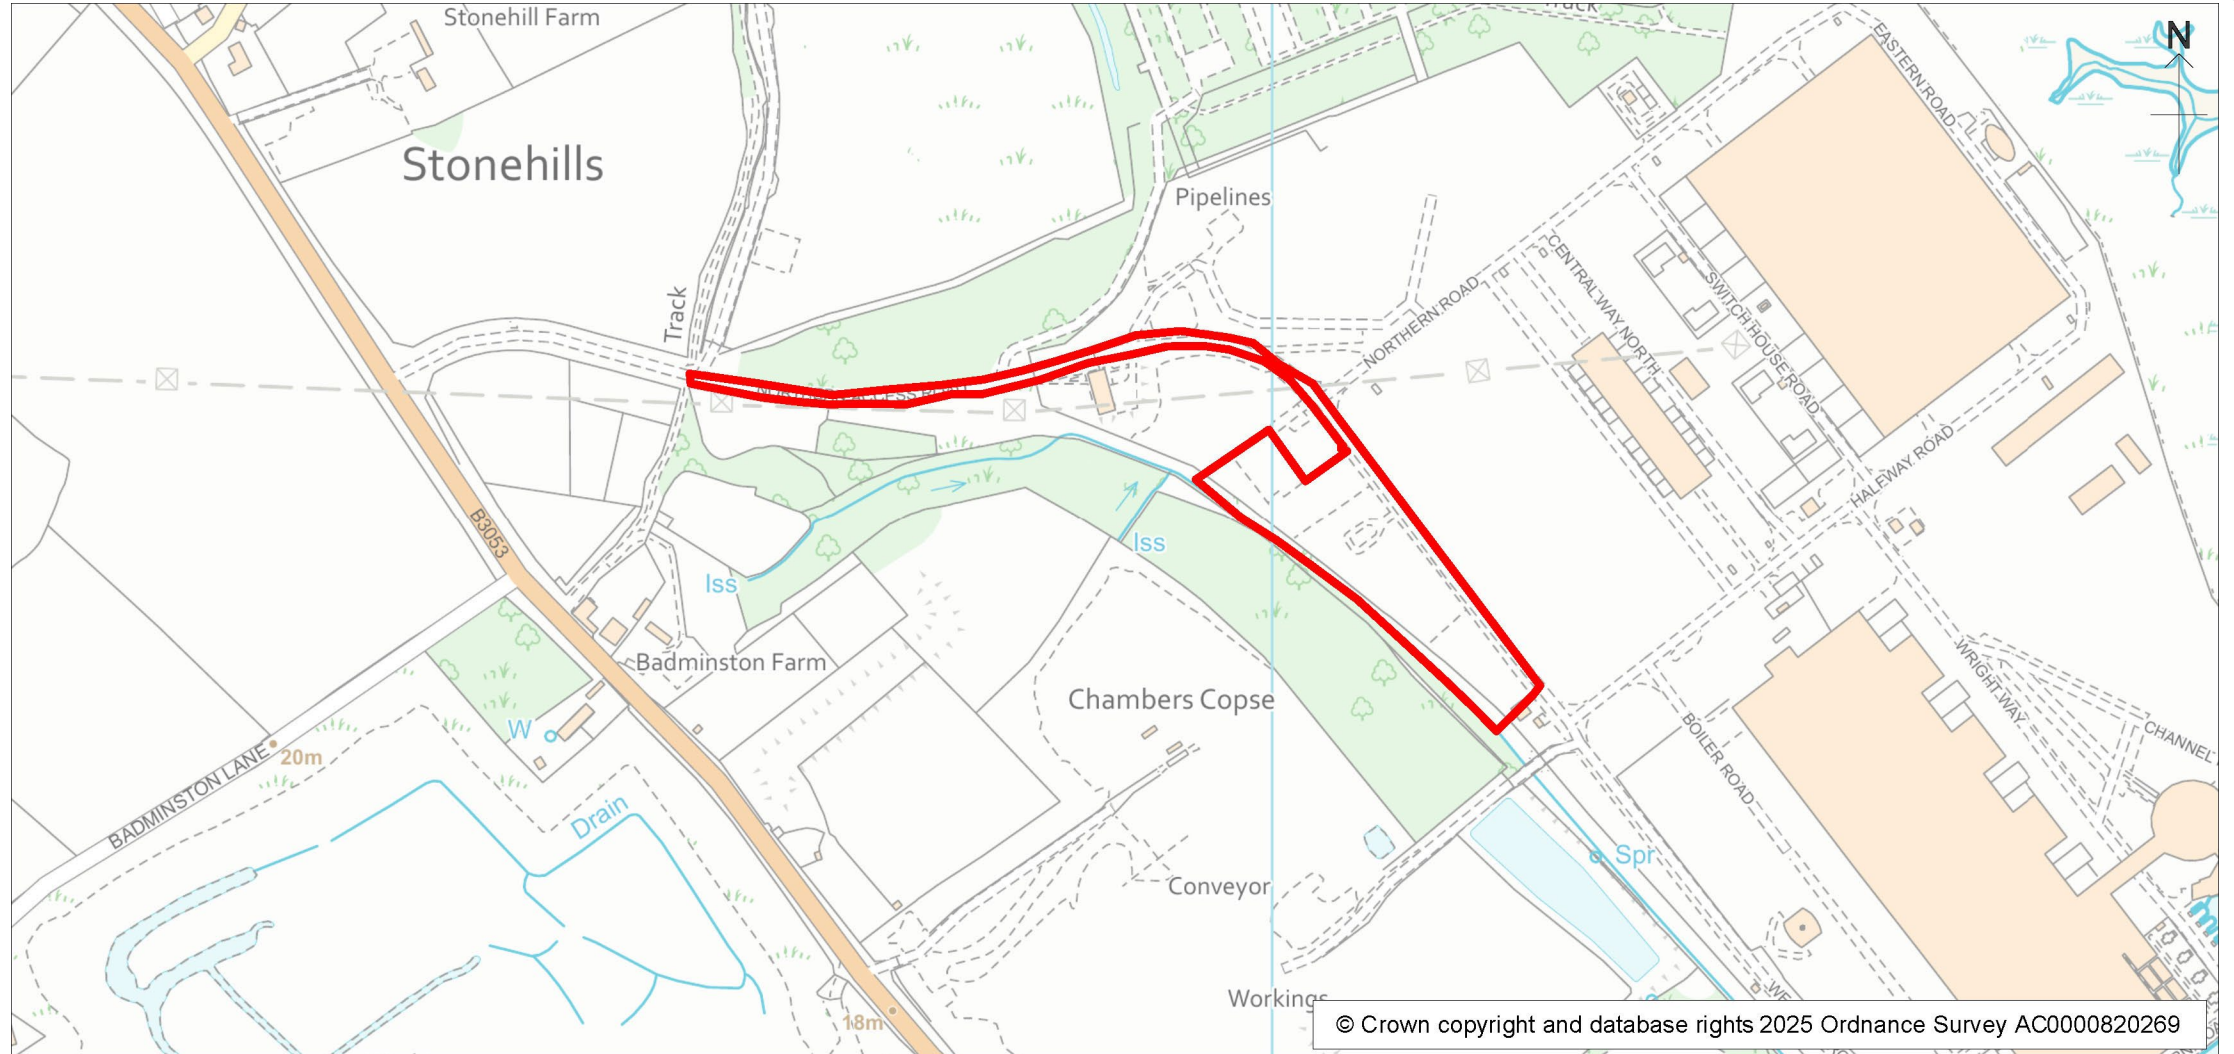 Stonehill Farm
Track
N
EASTERN ROAD
Stonehills
Pipelines
CENTRAL WAY NORTH
SWITCH HOUSE ROAD
NORTHERN ROAD
Track
HALFWAY ROAD
B3053
Iss
Iss
Badminston Farm
Chambers Copse
WRIGHT WAY
W
20m
BADMINSTON LANE
Drain
BOILER ROAD
CHANNEL
Spr
Conveyor
Workings
18m
© Crown copyright and database rights 2025 Ordnance Survey AC0000820269